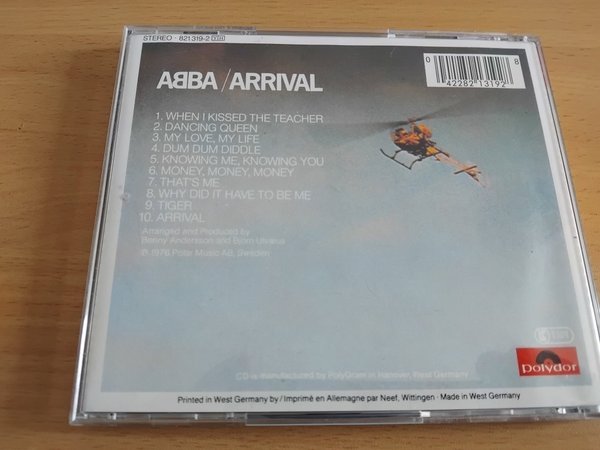 STEREO · 821 319-2
ABBA/ARRIVAL
0 42282 13192 8
1. WHEN I KISSED THE TEACHER
2. DANCING QUEEN
3. MY LOVE, MY LIFE
4. DUM DUM DIDDLE
5. KNOWING ME, KNOWING YOU
6. MONEY, MONEY, MONEY
7. THAT'S ME
8. WHY DID IT HAVE TO BE ME
9. TIGER
10. ARRIVAL
Arranged and Produced by
Benny Andersson and Björn Ulvaeus
℗ 1976 Polar Music AB, Sweden
polydor
CD is manufactured by PolyGram in Hanover, West Germany
Printed in West Germany by/Imprimé en Allemagne par Neef, Wittingen · Made in West Germany